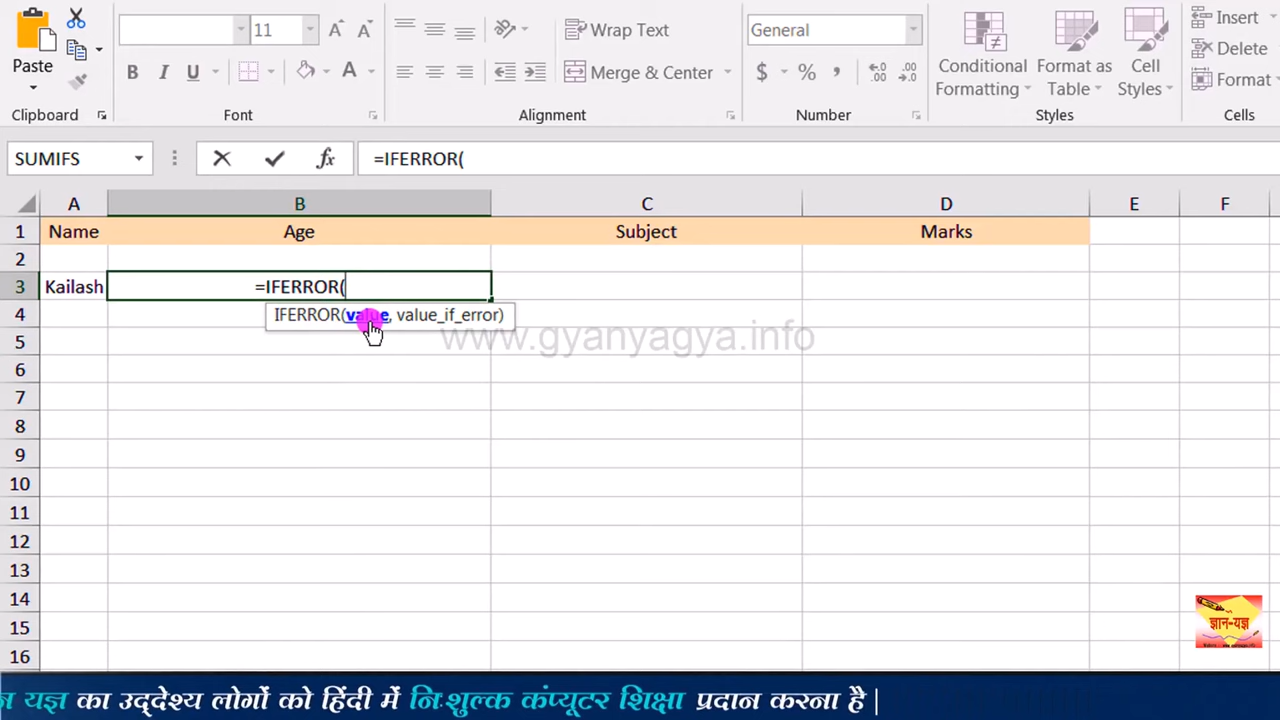 11
Wrap Text
General
Insert
Paste
B I U
A
Merge & Center
$ % ,
Conditional Formatting
Format as Table
Cell Styles
Delete
Format
Clipboard
Font
Alignment
Number
Styles
Cells
SUMIFS
fx
=IFERROR(
A B C D E F
1 Name Age Subject Marks
2
3 Kailash =IFERROR(
4 IFERROR(value, value_if_error)
www.gyanyagya.info
5
6
7
8
9
10
11
12
13
14
15
ज्ञान-यज्ञ
16
न यज्ञ का उद्देश्य लोगों को हिंदी में निःशुल्क कंप्यूटर शिक्षा प्रदान करना है |